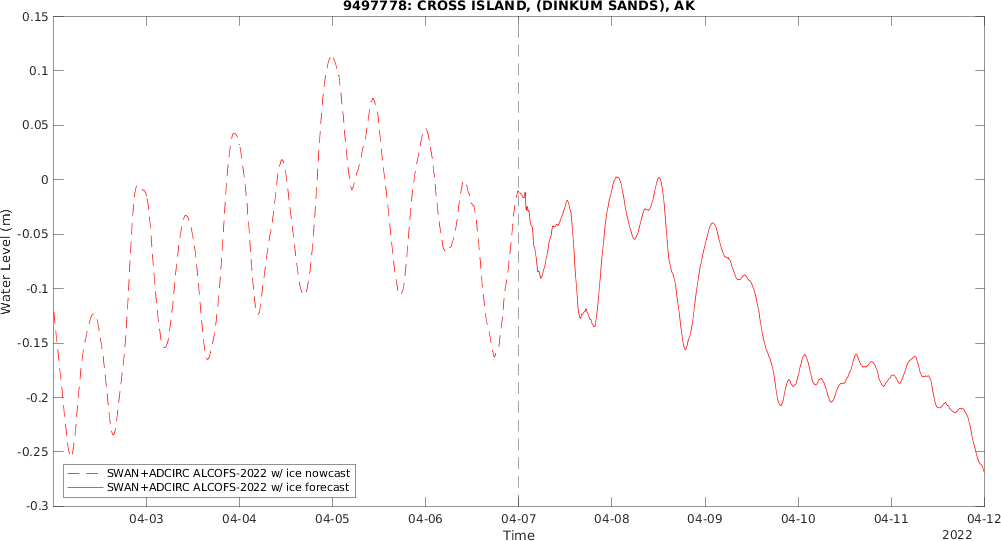 9497778: CROSS ISLAND, (DINKUM SANDS), AK
0.15
0.1
0.05
0
-0.05
-0.1
-0.15
-0.2
-0.25
-0.3
Water Level (m)
SWAN+ADCIRC ALCOFS-2022 w/ ice nowcast
SWAN+ADCIRC ALCOFS-2022 w/ ice forecast
04-03 04-04 04-05 04-06 04-07 04-08 04-09 04-10 04-11 04-12
Time
2022